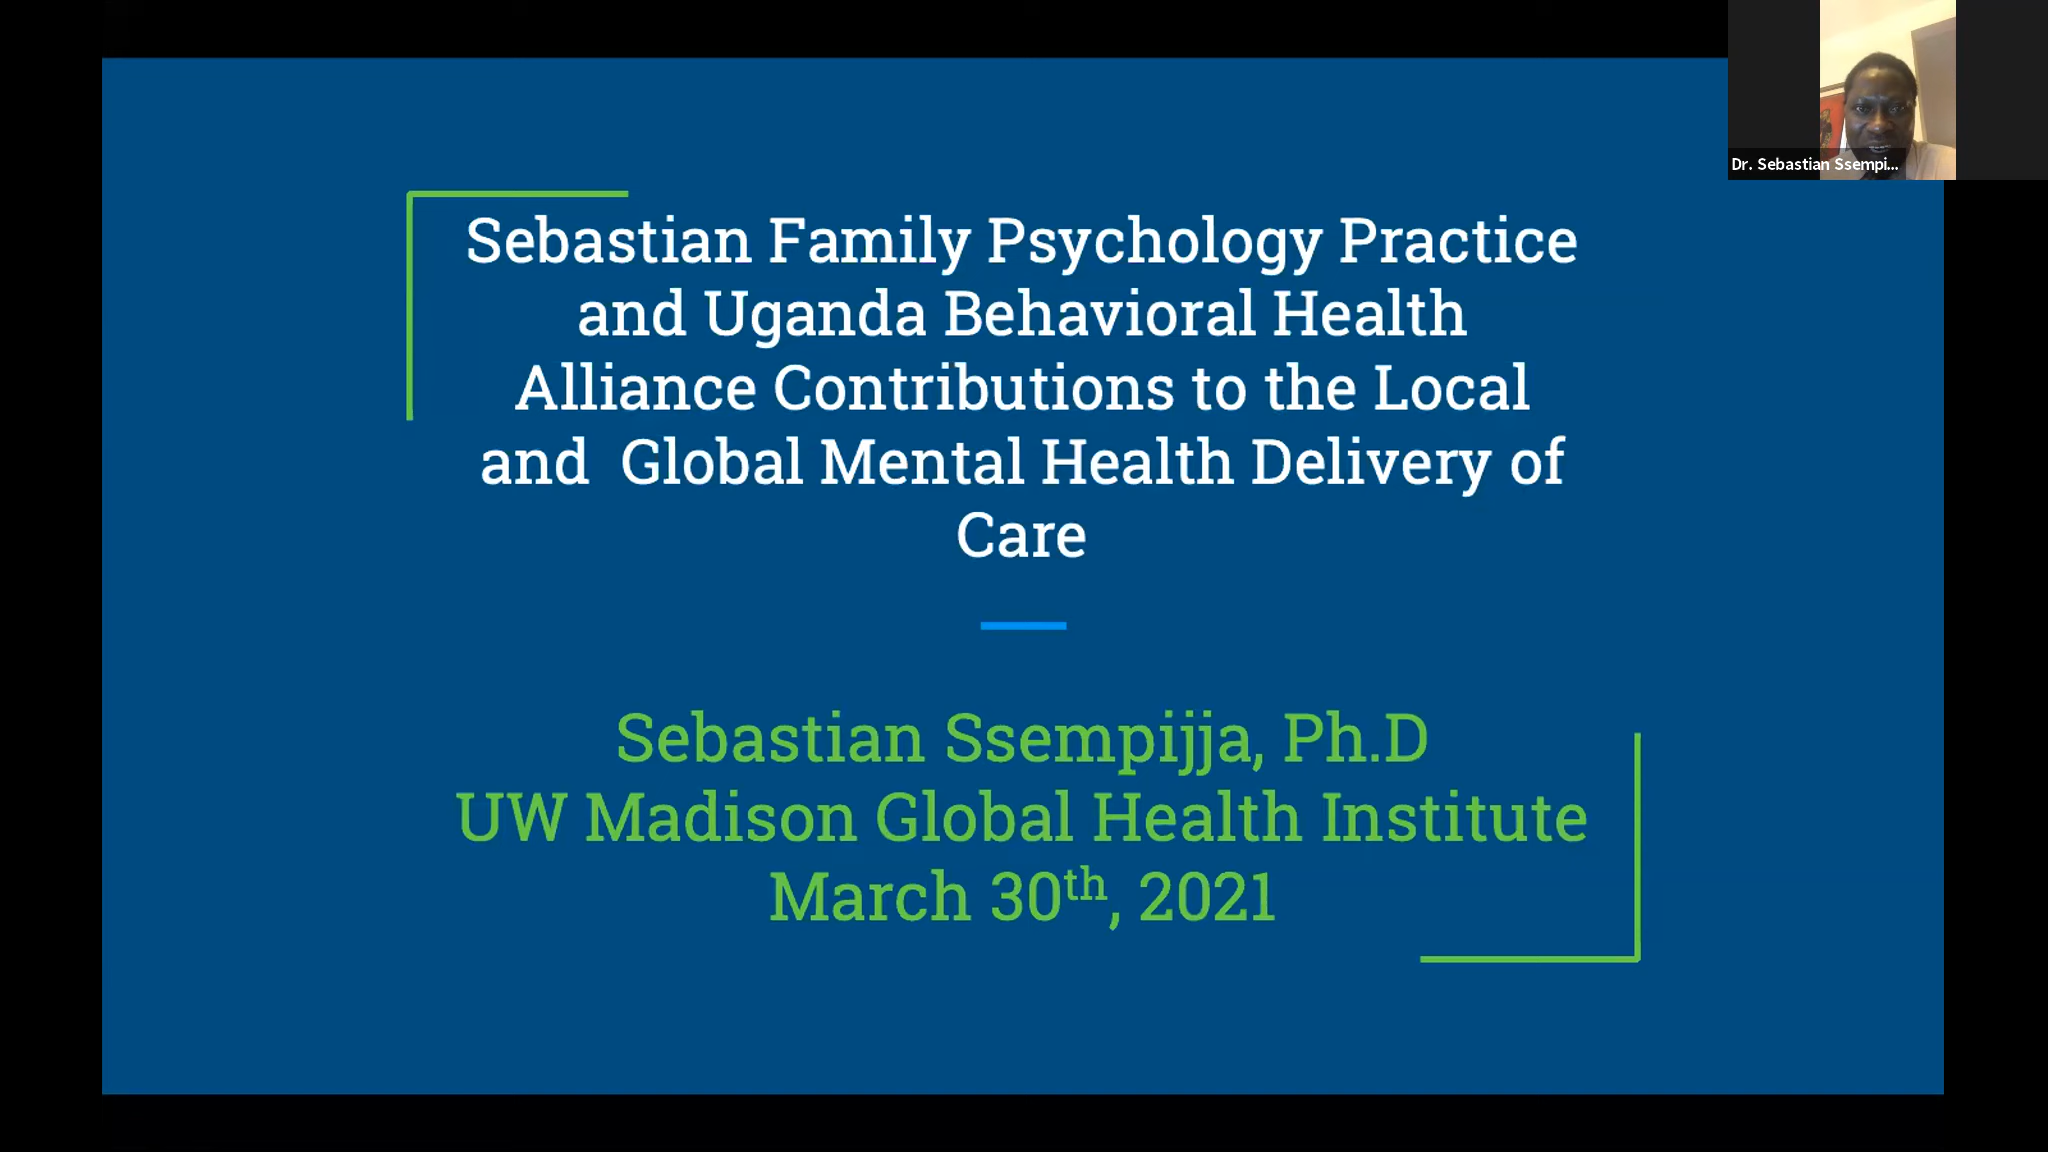 Dr. Sebastian Ssempi...
Sebastian Family Psychology Practice
and Uganda Behavioral Health
Alliance Contributions to the Local
and  Global Mental Health Delivery of
Care
Sebastian Ssempijja, Ph.D
UW Madison Global Health Institute
March 30th, 2021